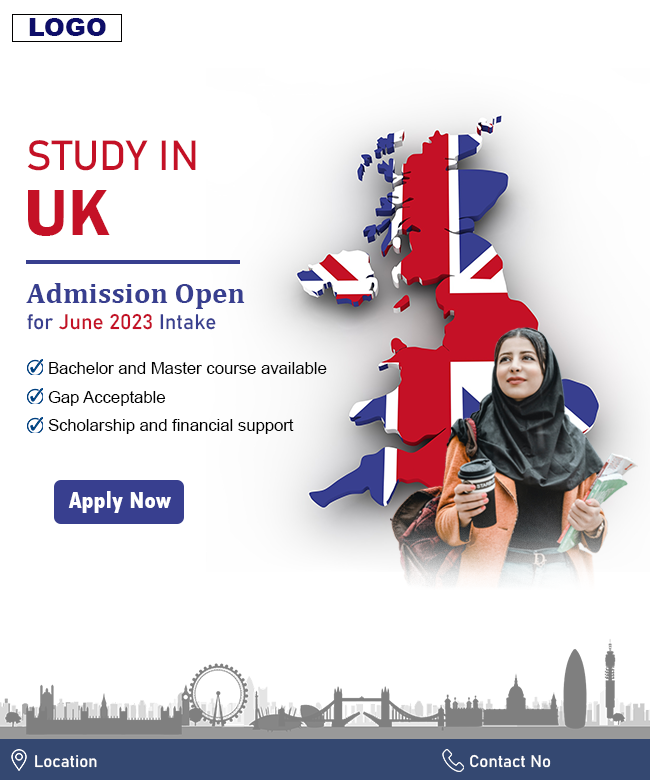 LOGO
STUDY IN
UK
Admission Open
for June 2023 Intake
Bachelor and Master course available
Gap Acceptable
Scholarship and financial support
Apply Now
Location
Contact No